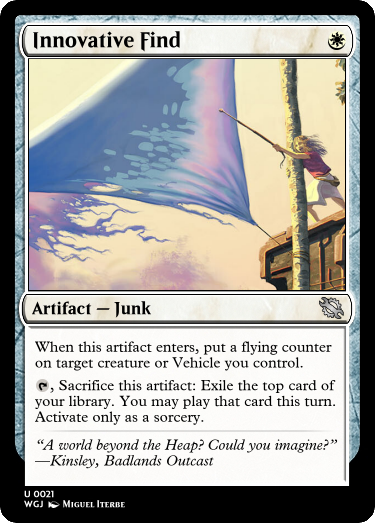 Innovative Find
Artifact — Junk
When this artifact enters, put a flying counter
on target creature or Vehicle you control.
, Sacrifice this artifact: Exile the top card of
your library. You may play that card this turn.
Activate only as a sorcery.
“A world beyond the Heap? Could you imagine?”
—Kinsley, Badlands Outcast
U 0021
WGJ Miguel Iterbe